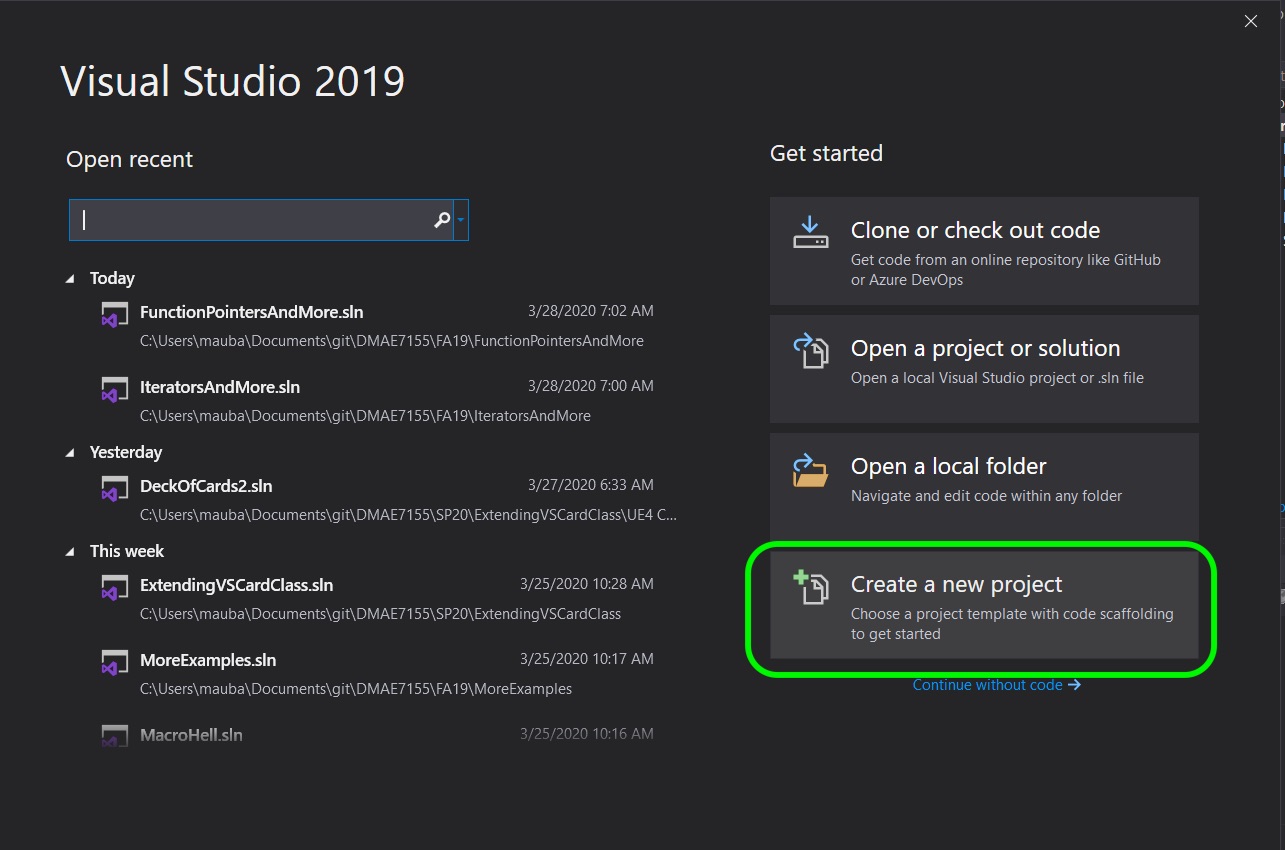 Visual Studio 2019
Open recent
Today
FunctionPointersAndMore.sln 3/28/2020 7:02 AM
C:\Users\mauba\Documents\git\DMAE7155\FA19\FunctionPointersAndMore
IteratorsAndMore.sln 3/28/2020 7:00 AM
C:\Users\mauba\Documents\git\DMAE7155\FA19\IteratorsAndMore
Yesterday
DeckOfCards2.sln 3/27/2020 6:33 AM
C:\Users\mauba\Documents\git\DMAE7155\SP20\ExtendingVSCardClass\UE4 C...
This week
ExtendingVSCardClass.sln 3/25/2020 10:28 AM
C:\Users\mauba\Documents\git\DMAE7155\SP20\ExtendingVSCardClass
MoreExamples.sln 3/25/2020 10:17 AM
C:\Users\mauba\Documents\git\DMAE7155\FA19\MoreExamples
MacroHell.sln 3/25/2020 10:16 AM
Get started
Clone or check out code
Get code from an online repository like GitHub
or Azure DevOps
Open a project or solution
Open a local Visual Studio project or .sln file
Open a local folder
Navigate and edit code within any folder
Create a new project
Choose a project template with code scaffolding
to get started
Continue without code